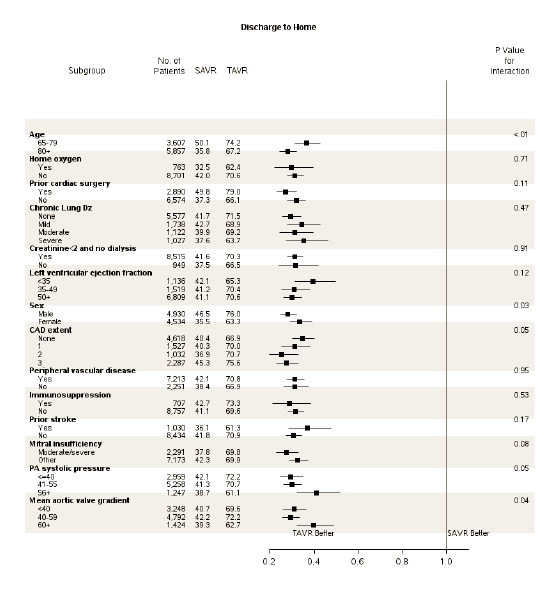 Discharge to Home
Subgroup No. of Patients SAVR TAVR P Value for Interaction
Age <.01
65-79 3,607 50.1 74.2
80+ 5,857 35.8 67.2
Home oxygen 0.71
Yes 763 32.5 62.4
No 8,701 42.0 70.6
Prior cardiac surgery 0.11
Yes 2,890 49.8 79.0
No 6,574 37.3 66.1
Chronic Lung Dz 0.47
None 5,577 41.7 71.5
Mild 1,738 42.7 68.9
Moderate 1,122 39.9 69.2
Severe 1,027 37.6 63.7
Creatinine<2 and no dialysis 0.91
Yes 8,515 41.6 70.3
No 949 37.5 66.5
Left ventricular ejection fraction 0.12
<35 1,136 42.1 65.3
35-49 1,519 41.2 70.4
50+ 6,809 41.1 70.6
Sex 0.03
Male 4,930 46.5 76.0
Female 4,534 35.5 63.3
CAD extent 0.05
None 4,618 40.4 66.9
1 1,527 40.3 70.8
2 1,032 36.9 70.7
3 2,287 45.3 75.6
Peripheral vascular disease 0.95
Yes 7,213 42.1 70.8
No 2,251 38.4 66.9
Immunosuppression 0.53
Yes 707 42.7 73.3
No 8,757 41.1 69.6
Prior stroke 0.17
Yes 1,030 36.1 61.3
No 8,434 41.8 70.9
Mitral insufficiency 0.08
Moderate/severe 2,291 37.8 69.8
Other 7,173 42.3 69.9
PA systolic pressure 0.05
<=40 2,959 42.1 72.2
41-55 5,258 41.3 70.7
56+ 1,247 38.7 61.1
Mean aortic valve gradient 0.04
<40 3,248 40.7 69.6
40-59 4,792 42.2 72.2
60+ 1,424 39.3 62.7
TAVR Better SAVR Better
0.2 0.4 0.6 0.8 1.0